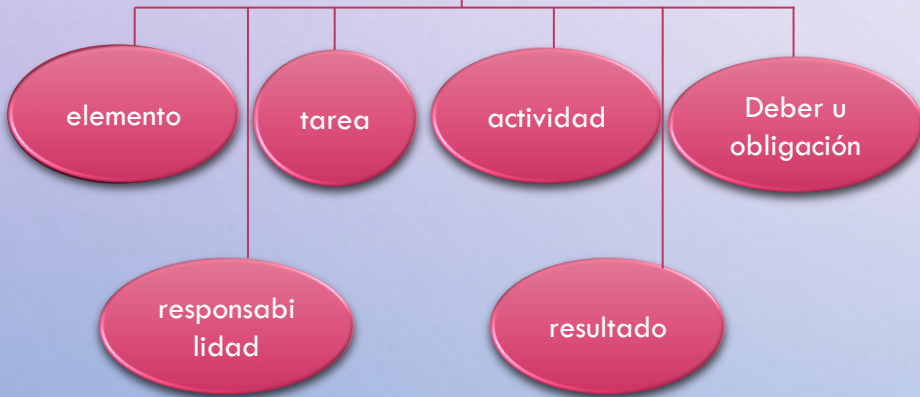 elemento
tarea
actividad
Deber u
obligación
responsabi
lidad
resultado